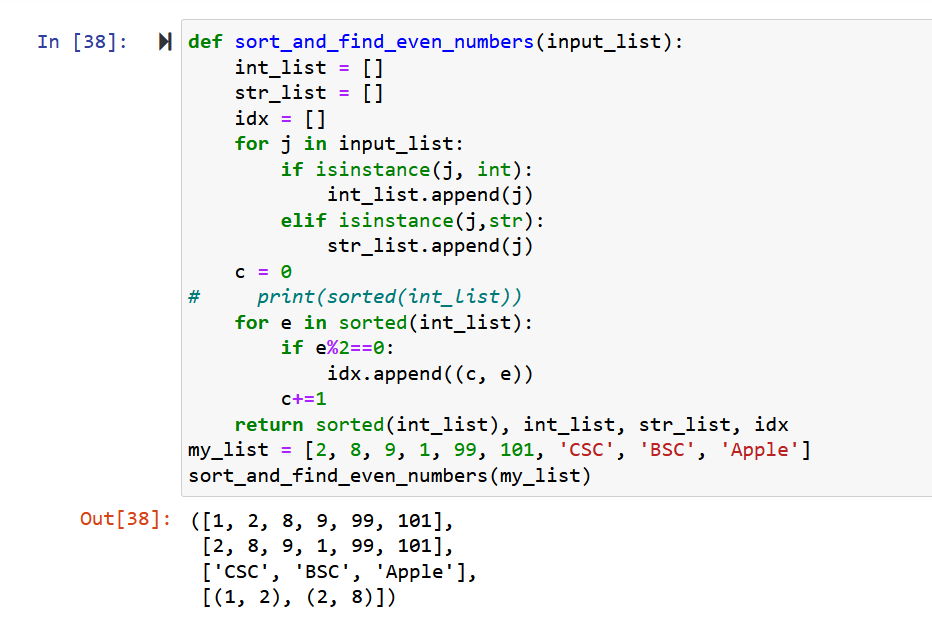 In [38]: def sort_and_find_even_numbers(input_list):
    int_list = []
    str_list = []
    idx = []
    for j in input_list:
        if isinstance(j, int):
            int_list.append(j)
        elif isinstance(j,str):
            str_list.append(j)
    c = 0
#     print(sorted(int_list))
    for e in sorted(int_list):
        if e%2==0:
            idx.append((c, e))
        c+=1
    return sorted(int_list), int_list, str_list, idx
my_list = [2, 8, 9, 1, 99, 101, 'CSC', 'BSC', 'Apple']
sort_and_find_even_numbers(my_list)
Out[38]: ([1, 2, 8, 9, 99, 101],
 [2, 8, 9, 1, 99, 101],
 ['CSC', 'BSC', 'Apple'],
 [(1, 2), (2, 8)])